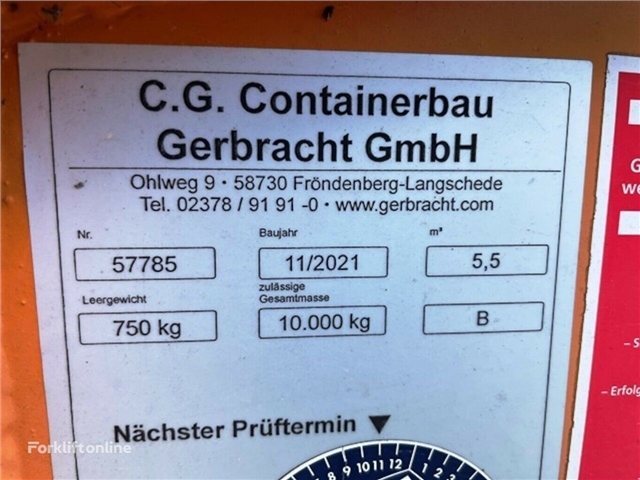 C.G. Containerbau
Gerbracht GmbH
Ohlweg 9 · 58730 Fröndenberg-Langschede
Tel. 02378 / 91 91 -0 · www.gerbracht.com
Nr. Baujahr m³
57785 11/2021 5,5
Leergewicht zulässige Gesamtmasse
750 kg 10.000 kg B
Nächster Prüftermin
8 9 10 11 12 1 2 3
– Erfolg
Forkliftonline